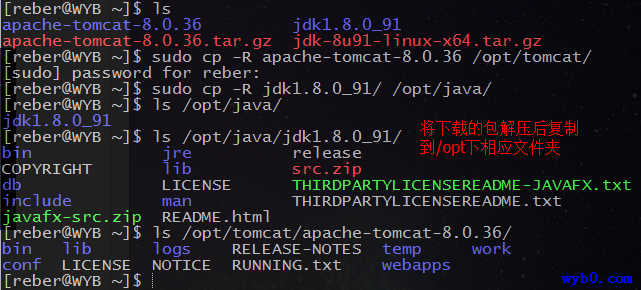 [reber@WYB ~]$ ls
apache-tomcat-8.0.36 jdk1.8.0_91
apache-tomcat-8.0.36.tar.gz jdk-8u91-linux-x64.tar.gz
[reber@WYB ~]$ sudo cp -R apache-tomcat-8.0.36 /opt/tomcat/
[sudo] password for reber:
[reber@WYB ~]$ sudo cp -R jdk1.8.0_91/ /opt/java/
[reber@WYB ~]$ ls /opt/java/
jdk1.8.0_91
[reber@WYB ~]$ ls /opt/java/jdk1.8.0_91/
将下载的包解压后复制
到/opt下相应文件夹
bin jre release
COPYRIGHT lib src.zip
db LICENSE THIRDPARTYLICENSEREADME-JAVAFX.txt
include man THIRDPARTYLICENSEREADME.txt
javafx-src.zip README.html
[reber@WYB ~]$ ls /opt/tomcat/apache-tomcat-8.0.36/
bin lib logs RELEASE-NOTES temp work
conf LICENSE NOTICE RUNNING.txt webapps
[reber@WYB ~]$
wyb0.com